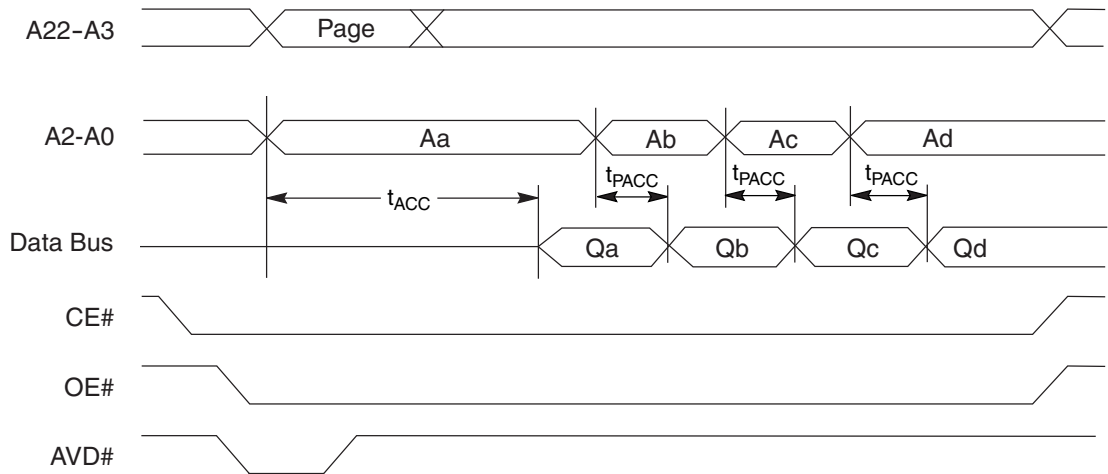 A22-A3 Page
A2-A0 Aa Ab Ac Ad
tACC tPACC tPACC tPACC
Data Bus Qa Qb Qc Qd
CE#
OE#
AVD#